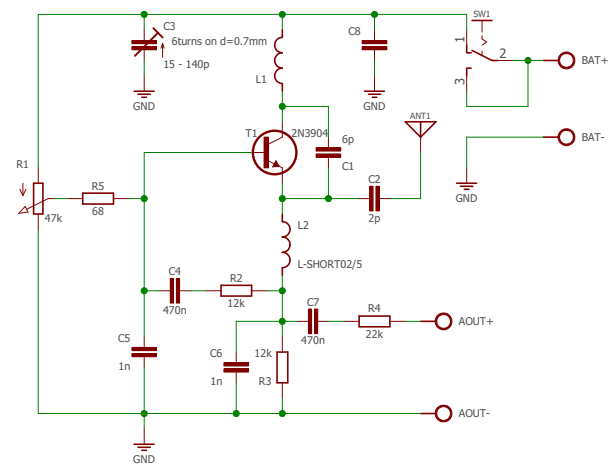 C3
6turns on d=0.7mm
15 - 140p
GND
L1
C8
GND
SW1
1
2
3
BAT+
BAT-
GND
T1
2N3904
6p
C1
ANT1
C2
2p
R1
47k
R5
68
L2
L-SHORT02/5
C4
470n
R2
12k
C7
470n
R4
22k
AOUT+
C5
1n
C6
1n
12k
R3
AOUT-
GND